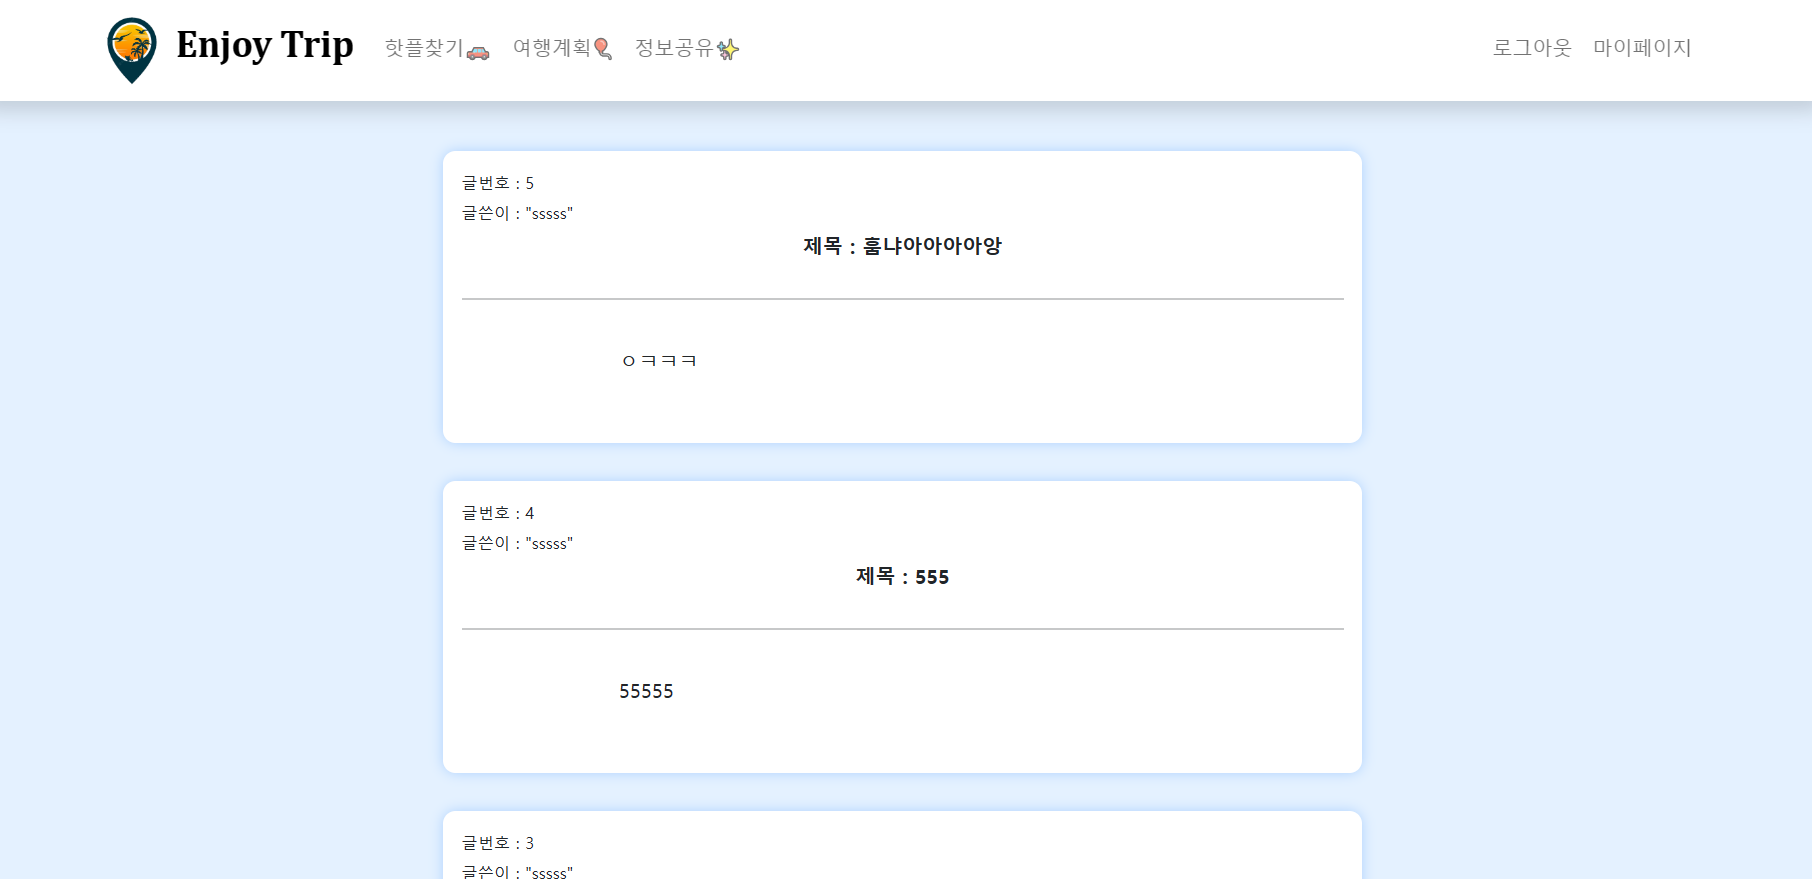 Enjoy Trip 핫플찾기🚗 여행계획🎈 정보공유✨ 로그아웃 마이페이지
글번호 : 5
글쓴이 : "sssss"
제목 : 훔냐아아아아앙
ㅇㅋㅋㅋ
글번호 : 4
글쓴이 : "sssss"
제목 : 555
55555
글번호 : 3
글쓴이 : "sssss"